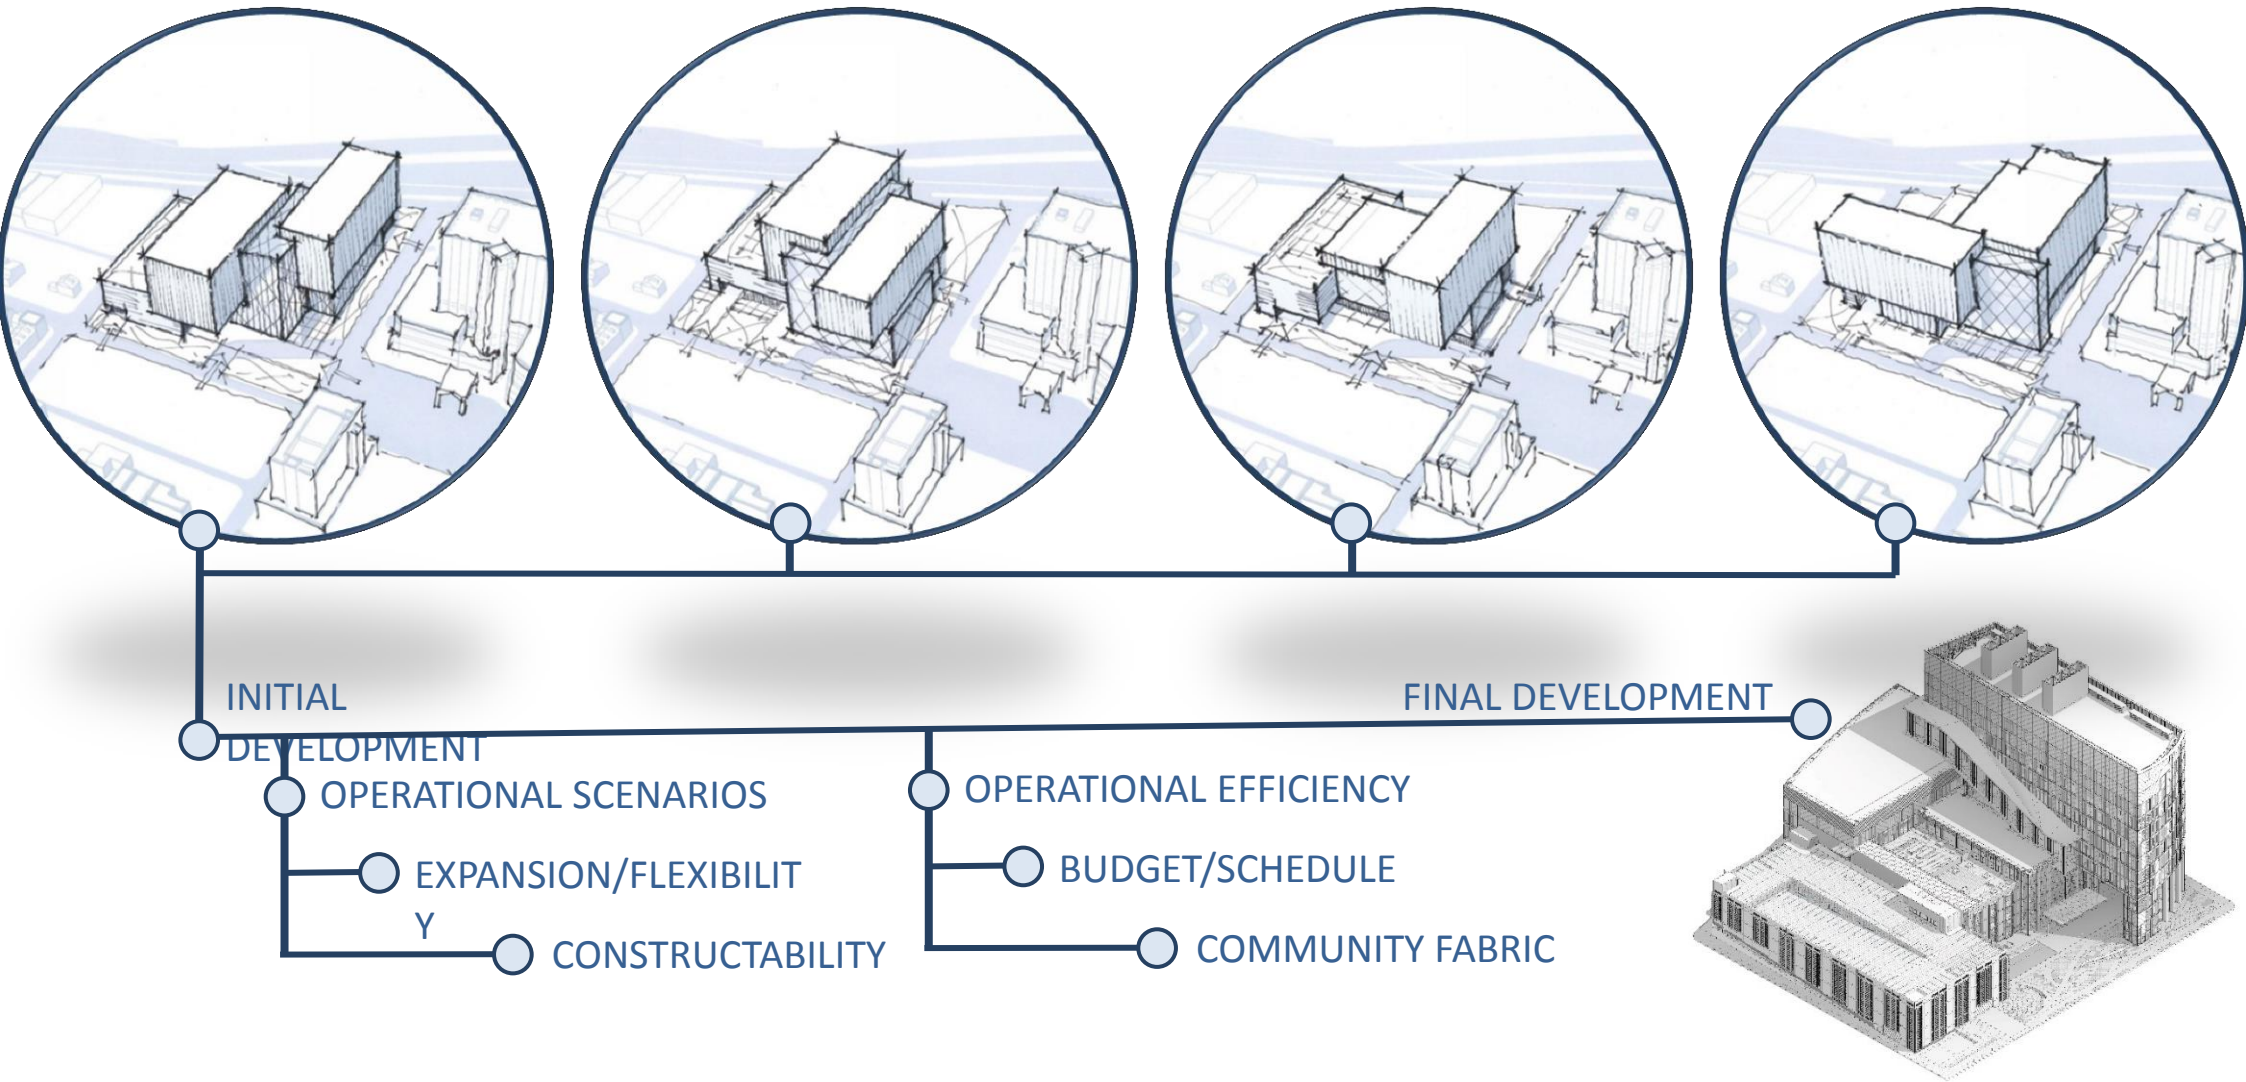 INITIAL
DEVELOPMENT
FINAL DEVELOPMENT
OPERATIONAL SCENARIOS
EXPANSION/FLEXIBILIT
Y
CONSTRUCTABILITY
OPERATIONAL EFFICIENCY
BUDGET/SCHEDULE
COMMUNITY FABRIC